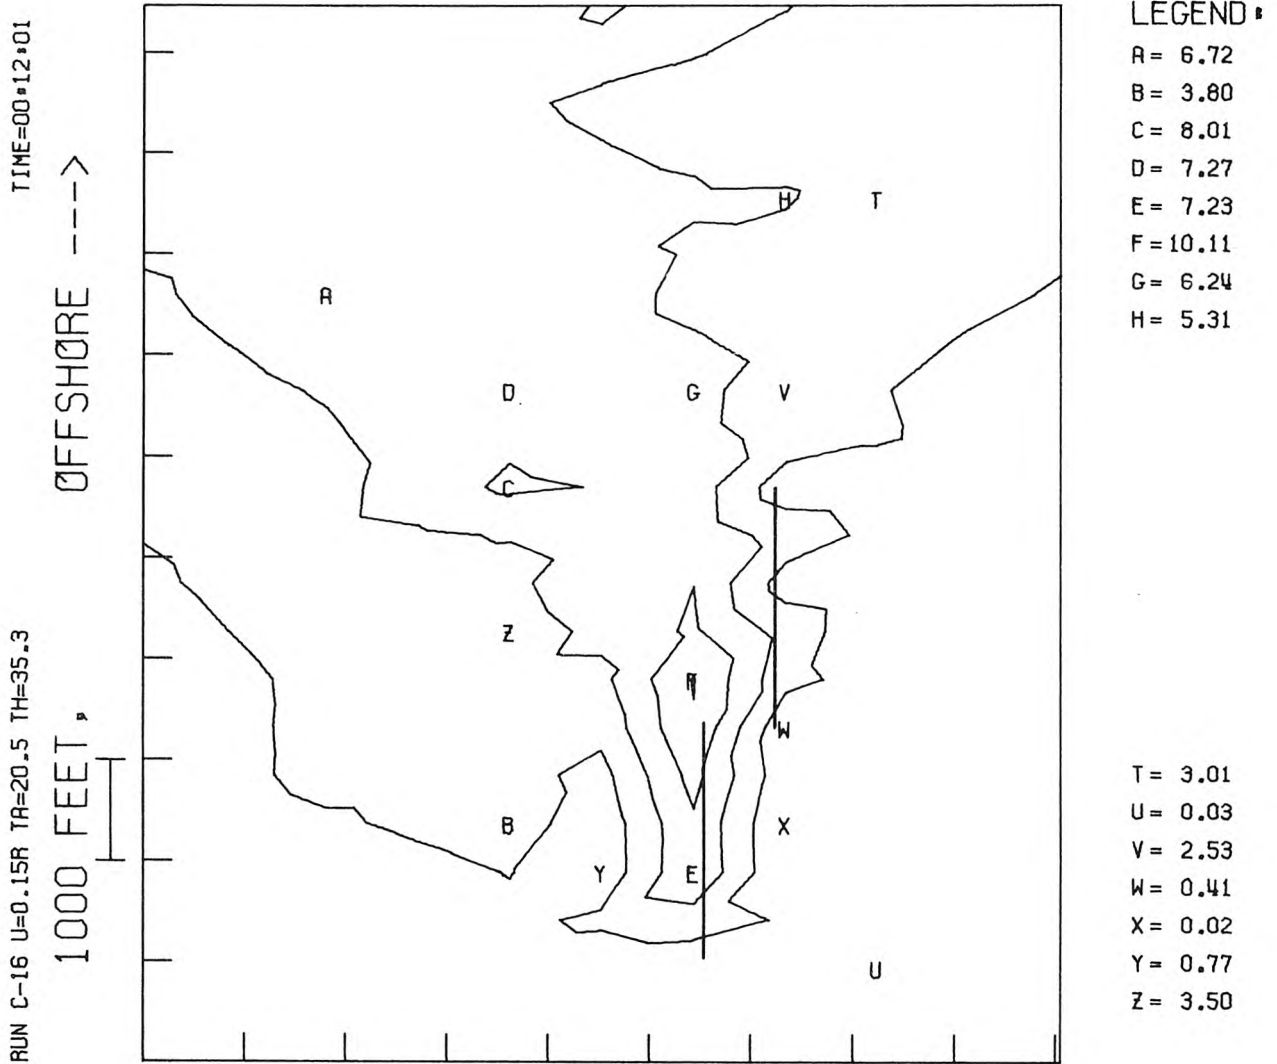 TIME=00:12:01
OFFSHORE --->
RUN C-16 U=0.15R TA=20.5 TH=35.3
1000 FEET,
H
T
A
D
G
V
C
Z
W
B
X
Y
E
U
LEGEND:
A= 6.72
B= 3.80
C= 8.01
D= 7.27
E= 7.23
F=10.11
G= 6.24
H= 5.31
T= 3.01
U= 0.03
V= 2.53
W= 0.41
X= 0.02
Y= 0.77
Z= 3.50